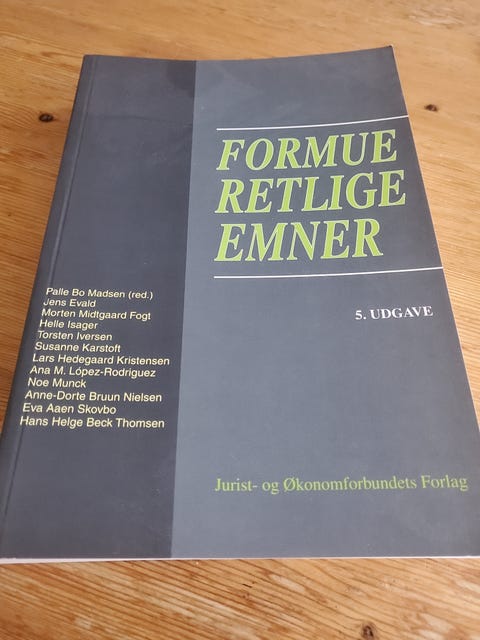 FORMUE
RETLIGE
EMNER
5. UDGAVE
Palle Bo Madsen (red.)
Jens Evald
Morten Midtgaard Fogt
Helle Isager
Torsten Iversen
Susanne Karstoft
Lars Hedegaard Kristensen
Ana M. López-Rodriguez
Noe Munck
Anne-Dorte Bruun Nielsen
Eva Aaen Skovbo
Hans Helge Beck Thomsen
Jurist- og Økonomforbundets Forlag